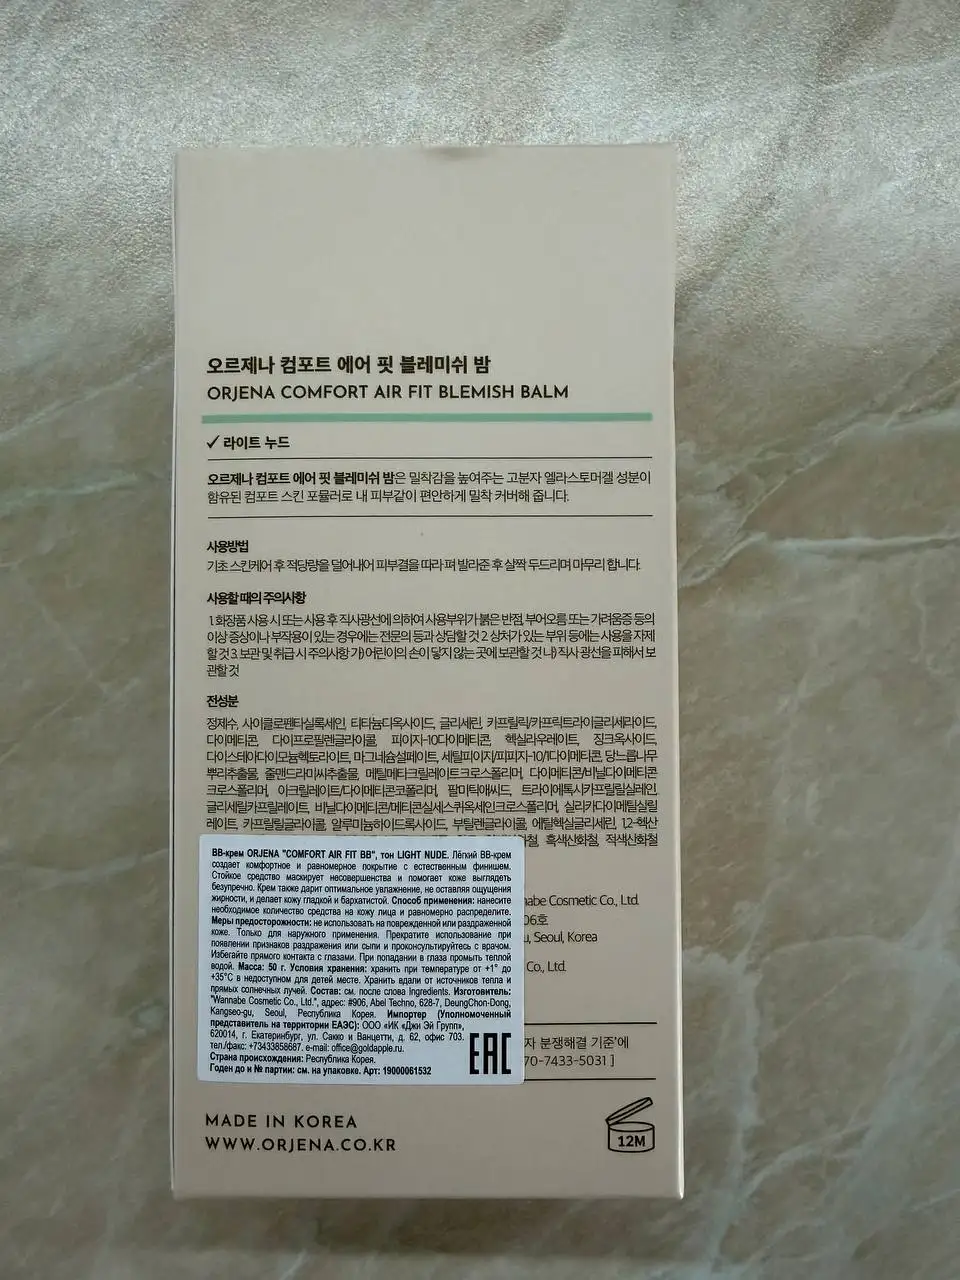 오르제나 컴포트 에어 핏 블레미쉬 밤
ORJENA COMFORT AIR FIT BLEMISH BALM
✓ 라이트 누드
오르제나 컴포트 에어 핏 블레미쉬 밤은 밀착감을 높여주는 고분자 엘라스토머겔 성분이
함유된 컴포트 스킨 포뮬러로 내 피부같이 편안하게 밀착 커버해 줍니다.
사용방법
기초 스킨케어 후 적당량을 덜어내어 피부결을 따라 펴 발라준 후 살짝 두드리며 마무리 합니다.
사용할 때의 주의사항
1 화장품 사용 시 또는 사용 후 직사광선에 의하여 사용부위가 붉은 반점, 부어오름 또는 가려움증 등의
이상 증상이나 부작용이 있는 경우에는 전문의 등과 상담할 것 2 상처가 있는 부위 등에는 사용을 자제
할 것 3. 보관 및 취급 시 주의사항 가) 어린이의 손이 닿지 않는 곳에 보관할 것 나) 직사 광선을 피해서 보
관할 것
전성분
정제수, 사이클로펜타실록세인, 티타늄디옥사이드, 글리세린, 카프릴릭/카프릭트라이글리세라이드,
다이메티콘, 다이프로필렌글라이콜, 피이지-10다이메티콘, 헥실라우레이트, 징크옥사이드,
다이스테아다이모늄헥토라이트, 마그네슘설페이트, 세틸피이지/피피지-10/1다이메티콘, 당느릅나무
뿌리추출물, 줄맨드라미씨추출물, 메틸메타크릴레이트크로스폴리머, 다이메티콘/비닐다이메티콘
크로스폴리머, 아크릴레이트/다이메티콘코폴리머, 팔미틱애씨드, 트라이에톡시카프릴릴실레인,
글리세릴카프릴레이트, 비닐다이메티콘/메티콘실세스퀴옥세인크로스폴리머, 실리카다이메틸실릴
레이트, 카프릴릴글라이콜, 알루미늄하이드록사이드, 부틸렌글라이콜, 에틸헥실글리세린, 1,2-헥산
흑색산화철, 적색산화철
BB-крем ORJENA "COMFORT AIR FIT BB", тон LIGHT NUDE. Лёгкий BB-крем
создает комфортное и равномерное покрытие с естественным финишем.
Стойкое средство маскирует несовершенства и помогает коже выглядеть
безупречно. Крем также дарит оптимальное увлажнение, не оставляя ощущения
жирности, и делает кожу гладкой и бархатистой. Способ применения: нанесите
необходимое количество средства на кожу лица и равномерно распределите.
Меры предосторожности: не использовать на поврежденной или раздраженной
коже. Только для наружного применения. Прекратите использование при
появлении признаков раздражения или сыпи и проконсультируйтесь с врачом.
Избегайте прямого контакта с глазами. При попадании в глаза промыть теплой
водой. Масса: 50 г. Условия хранения: хранить при температуре от +1° до
+35°С в недоступном для детей месте. Хранить вдали от источников тепла и
прямых солнечных лучей. Состав: см. после слова Ingredients. Изготовитель:
"Wannabe Cosmetic Co., Ltd.", адрес: #906, Abel Techno, 628-7, DeungChon-Dong,
Kangseo-gu, Seoul, Республика Корея. Импортер (Уполномоченный
представитель на территории ЕАЭС): ООО «ИК «Джи Эй Групп»,
620014, г. Екатеринбург, ул. Сакко и Ванцетти, д. 62, офис 703.
тел./факс: +73433858687. e-mail: office@goldapple.ru.
Страна происхождения: Республика Корея.
Годен до и № партии: см. на упаковке. Арт: 19000061532
EAC
nabe Cosmetic Co., Ltd.
06호
u, Seoul, Korea
Co., Ltd.
자 분쟁해결 기준'에
70-7433-5031 ]
MADE IN KOREA
WWW.ORJENA.CO.KR
12M